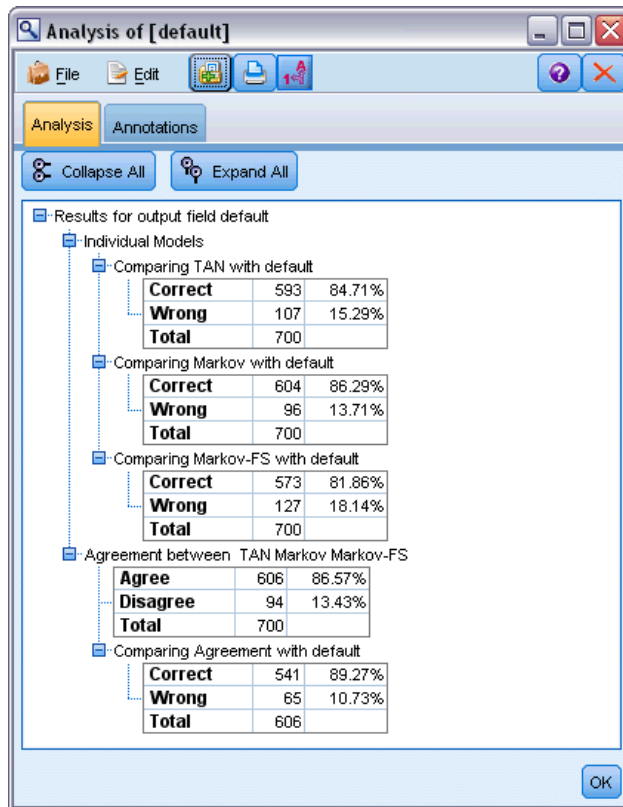 Analysis of [default]
File Edit
Analysis Annotations
Collapse All Expand All
Results for output field default
Individual Models
Comparing TAN with default
Correct 593 84.71%
Wrong 107 15.29%
Total 700
Comparing Markov with default
Correct 604 86.29%
Wrong 96 13.71%
Total 700
Comparing Markov-FS with default
Correct 573 81.86%
Wrong 127 18.14%
Total 700
Agreement between TAN Markov Markov-FS
Agree 606 86.57%
Disagree 94 13.43%
Total 700
Comparing Agreement with default
Correct 541 89.27%
Wrong 65 10.73%
Total 606
OK